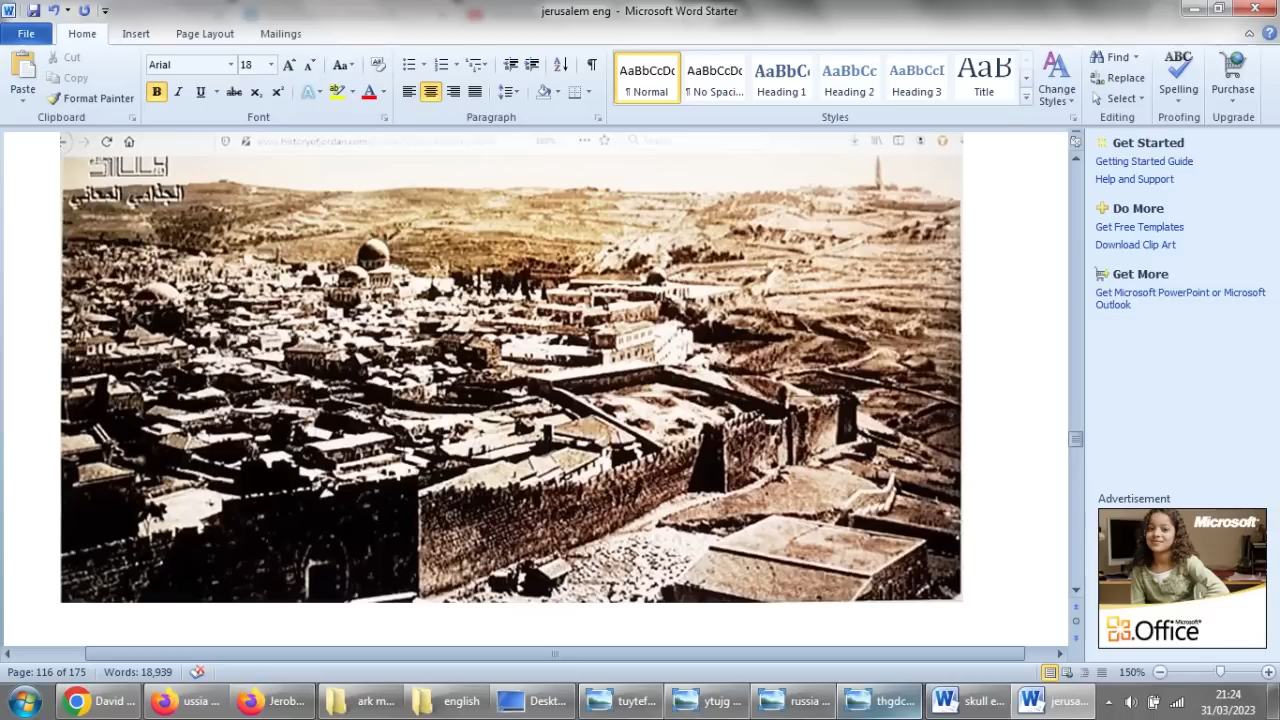 jerusalem eng - Microsoft Word Starter
File Home Insert Page Layout Mailings
Cut
Copy
Format Painter
Paste
Clipboard
Arial 18
Font
Paragraph
AaBbCcDc AaBbCcDc AaBbC AaBbCc AaBbCcI AaB
¶ Normal ¶ No Spaci... Heading 1 Heading 2 Heading 3 Title
Change Styles
Styles
Find
Replace
Select
Editing
ABC
Spelling
Proofing
Purchase
Upgrade
www.historyofjordan.com
Get Started
Getting Started Guide
Help and Support
Do More
Get Free Templates
Download Clip Art
Get More
Get Microsoft PowerPoint or Microsoft
Outlook
Advertisement
Microsoft
Microsoft
Office
Page: 116 of 175 Words: 18,939 150%
David ... ussia ... Jerob... ark m... english Deskt... tuytef... ytujg ... russia ... thgdc... skull e... jerusa...
21:24
31/03/2023